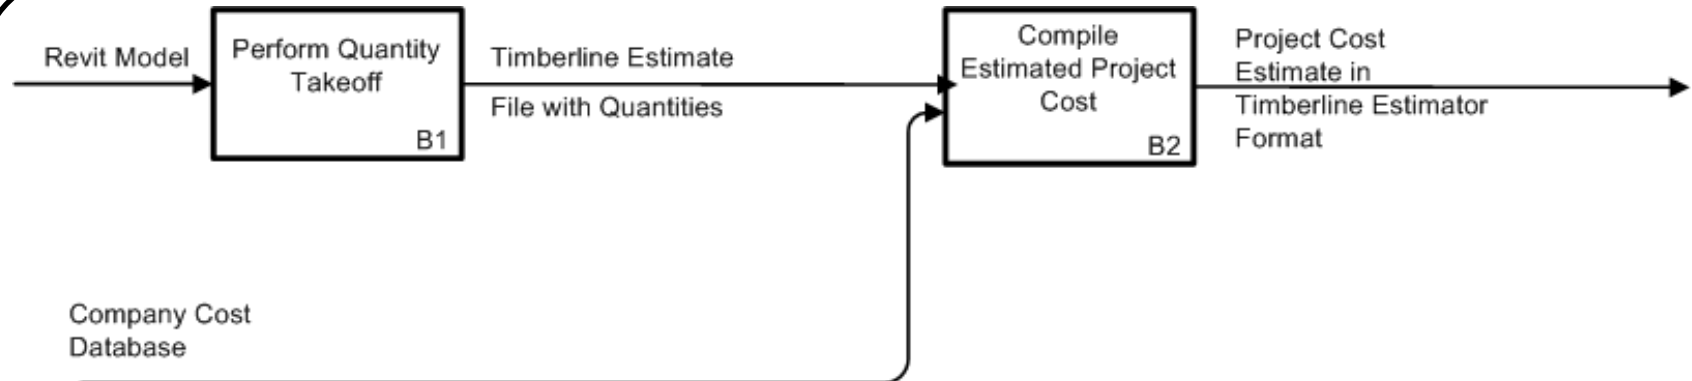 Revit Model
Perform Quantity
Takeoff
B1
Timberline Estimate
File with Quantities
Compile
Estimated Project
Cost
B2
Project Cost
Estimate in
Timberline Estimator
Format
Company Cost
Database